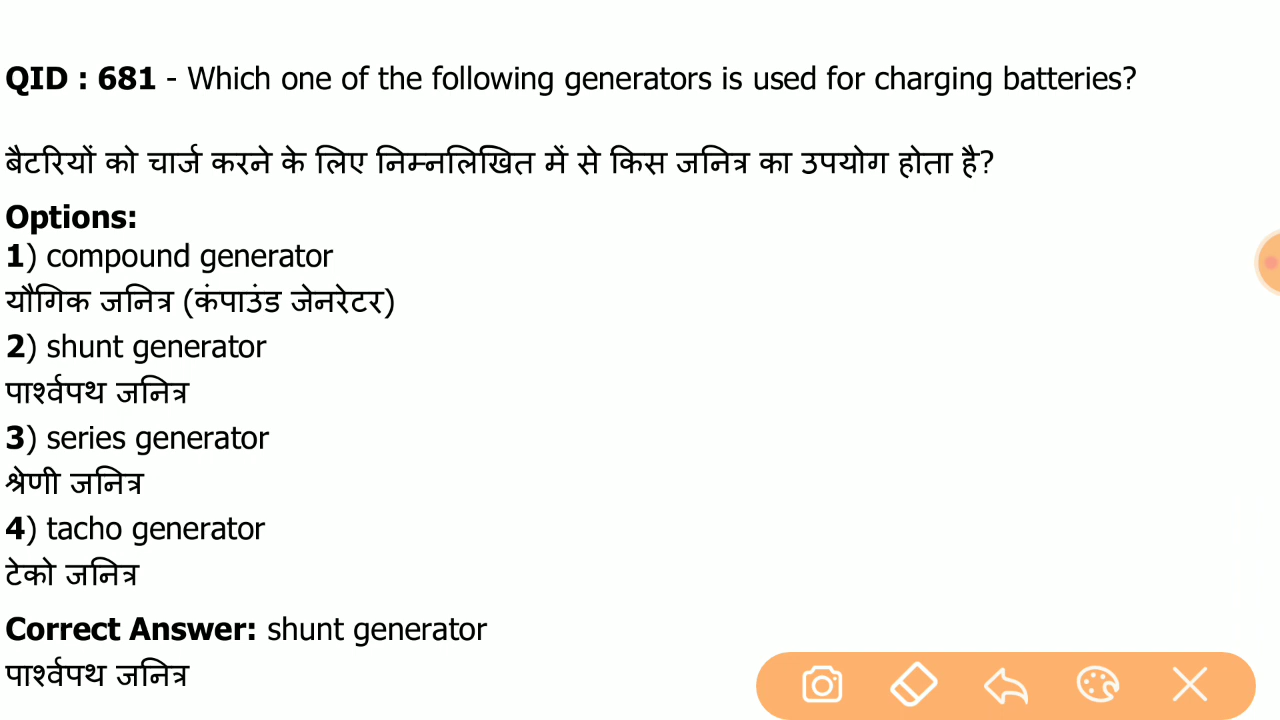 QID : 681 - Which one of the following generators is used for charging batteries?
बैटरियों को चार्ज करने के लिए निम्नलिखित में से किस जनित्र का उपयोग होता है?
Options:
1) compound generator
यौगिक जनित्र (कंपाउंड जेनरेटर)
2) shunt generator
पार्श्वपथ जनित्र
3) series generator
श्रेणी जनित्र
4) tacho generator
टेको जनित्र
Correct Answer: shunt generator
पार्श्वपथ जनित्र